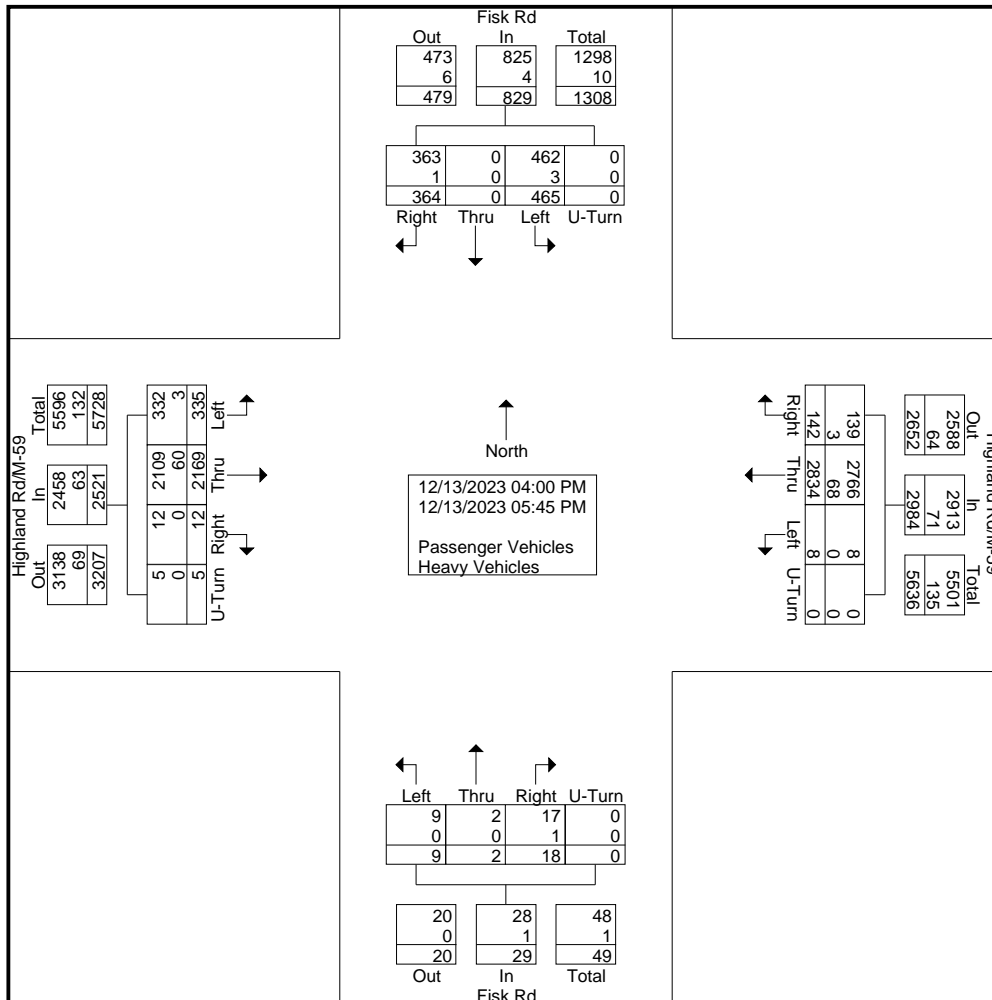 Fisk Rd
Out In Total
473 825 1298
6 4 10
479 829 1308
363 0 462 0
1 0 3 0
364 0 465 0
Right Thru Left U-Turn
Highland Rd/M-59
Total In Out
5596 2458 3138
132 63 69
5728 2521 3207
332 2109 12 5
3 60 0 0
335 2169 12 5
Left Thru Right U-Turn
North
12/13/2023 04:00 PM
12/13/2023 05:45 PM
Passenger Vehicles
Heavy Vehicles
Right Thru Left U-Turn
139 2766 8 0
3 68 0 0
142 2834 8 0
Out In Total
2588 2913 5501
64 71 135
2652 2984 5636
Highland Rd/M-59
Left Thru Right U-Turn
9 2 17 0
0 0 1 0
9 2 18 0
20 28 48
0 1 1
20 29 49
Out In Total
Fisk Rd